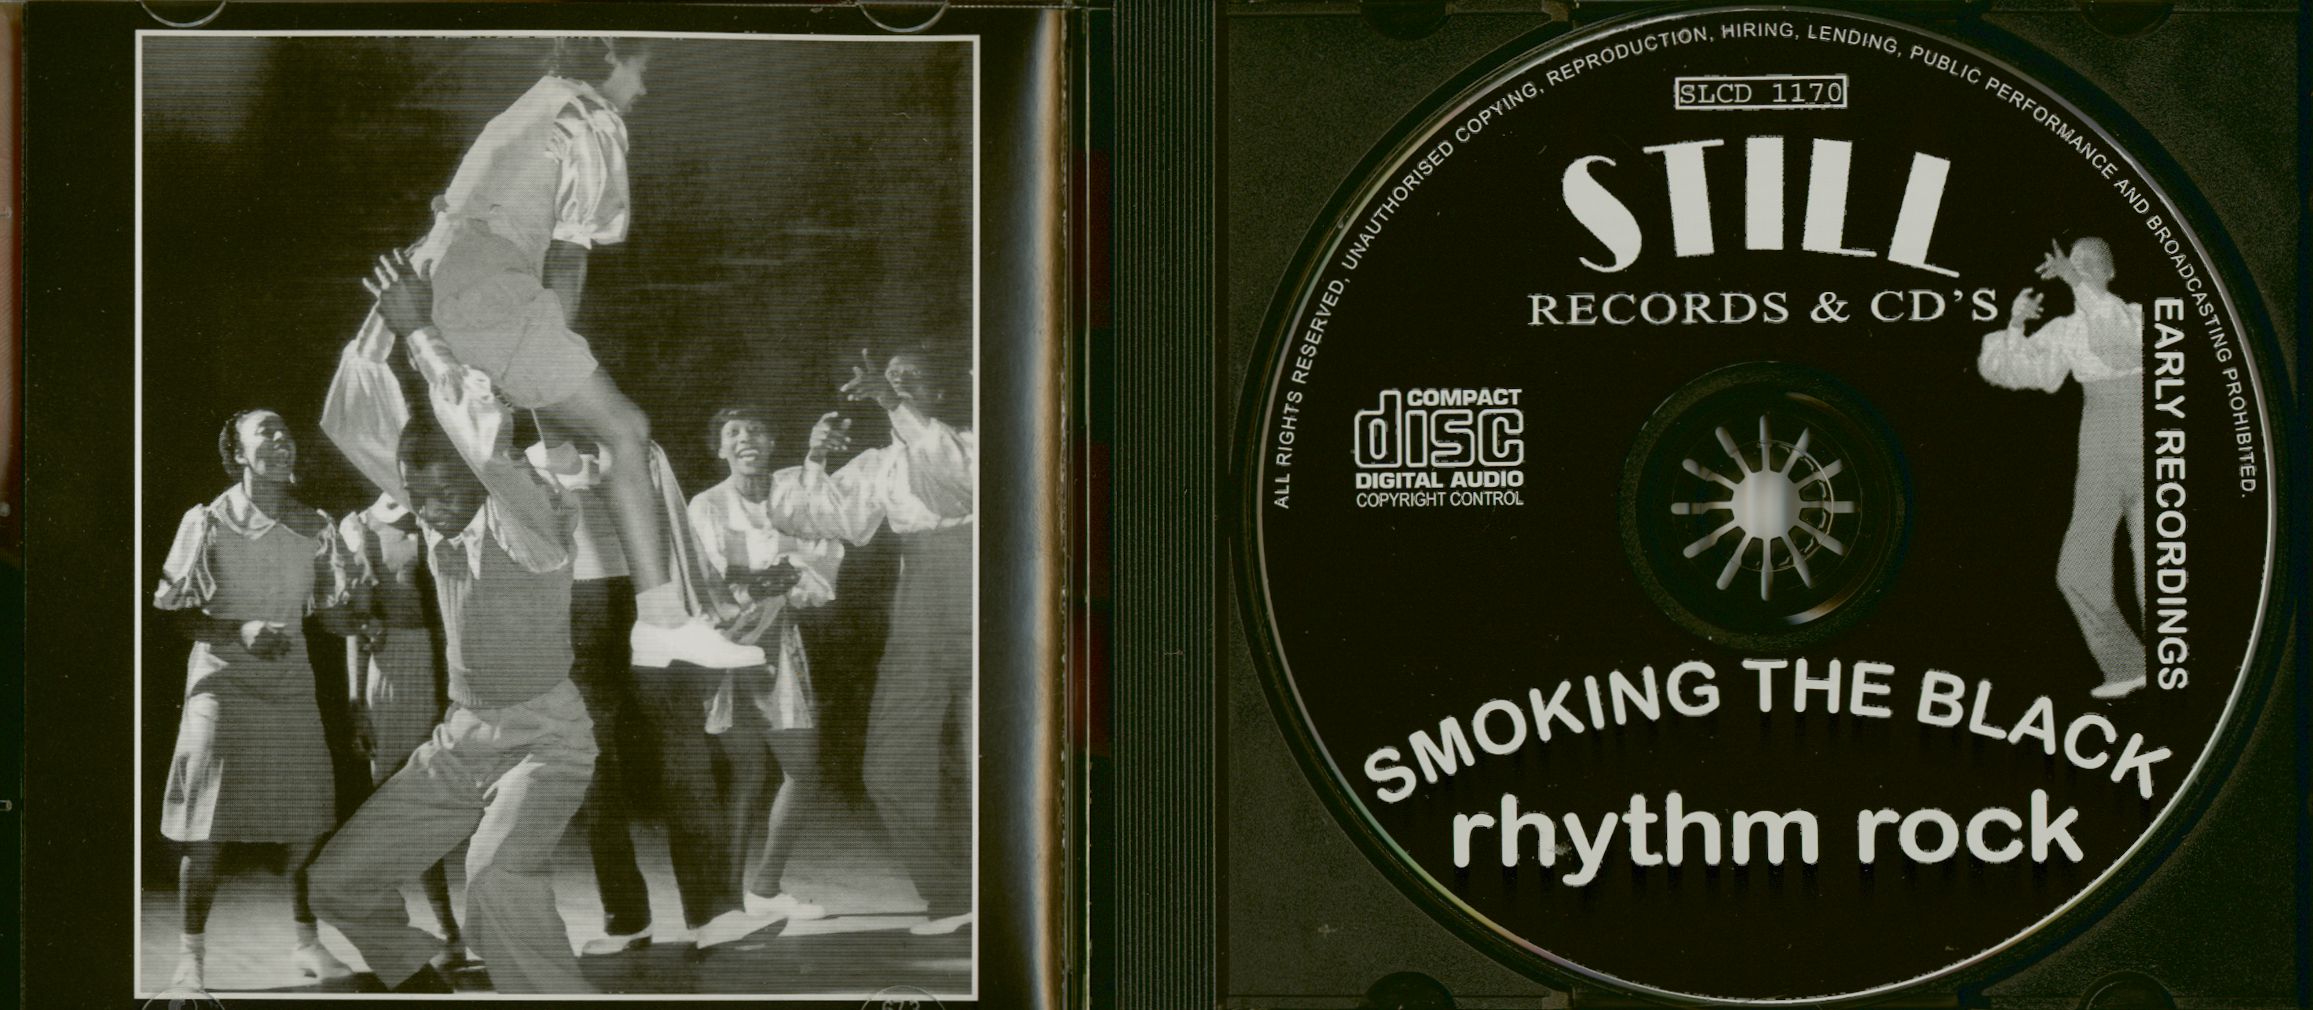 ALL RIGHTS RESERVED, UNAUTHORISED COPYING, REPRODUCTION, HIRING, LENDING, PUBLIC PERFORMANCE AND BROADCASTING PROHIBITED.
SLCD 1170
STILL
RECORDS & CD'S
EARLY RECORDINGS
COMPACT
disc
DIGITAL AUDIO
COPYRIGHT CONTROL
SMOKING THE BLACK
rhythm rock